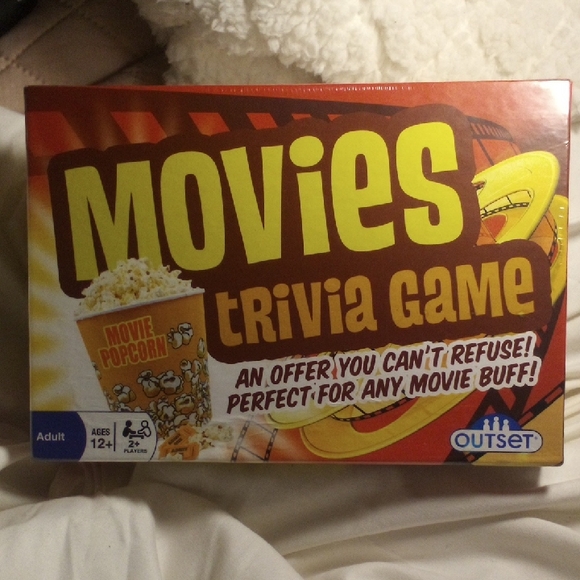 MOVIES
TRIVIA GAME
MOVIE
POPCORN
AN OFFER YOU CAN'T REFUSE!
PERFECT FOR ANY MOVIE BUFF!
Adult
AGES
12+
2+
PLAYERS
OUTSET